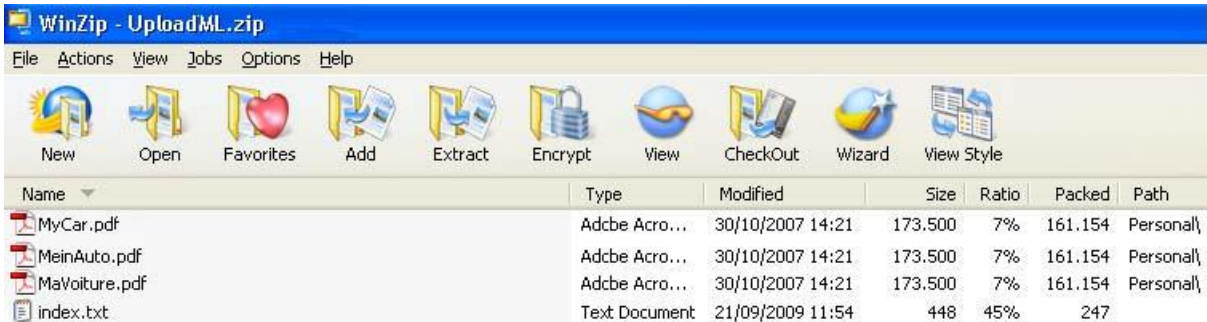 WinZip - UploadML.zip
File Actions View Jobs Options Help
New Open Favorites Add Extract Encrypt View CheckOut Wizard View Style
Name Type Modified Size Ratio Packed Path
MyCar.pdf Adcbe Acro... 30/10/2007 14:21 173.500 7% 161.154 Personal\
MeinAuto.pdf Adcbe Acro... 30/10/2007 14:21 173.500 7% 161.154 Personal\
MaVoiture.pdf Adcbe Acro... 30/10/2007 14:21 173.500 7% 161.154 Personal\
index.txt Text Document 21/09/2009 11:54 448 45% 247